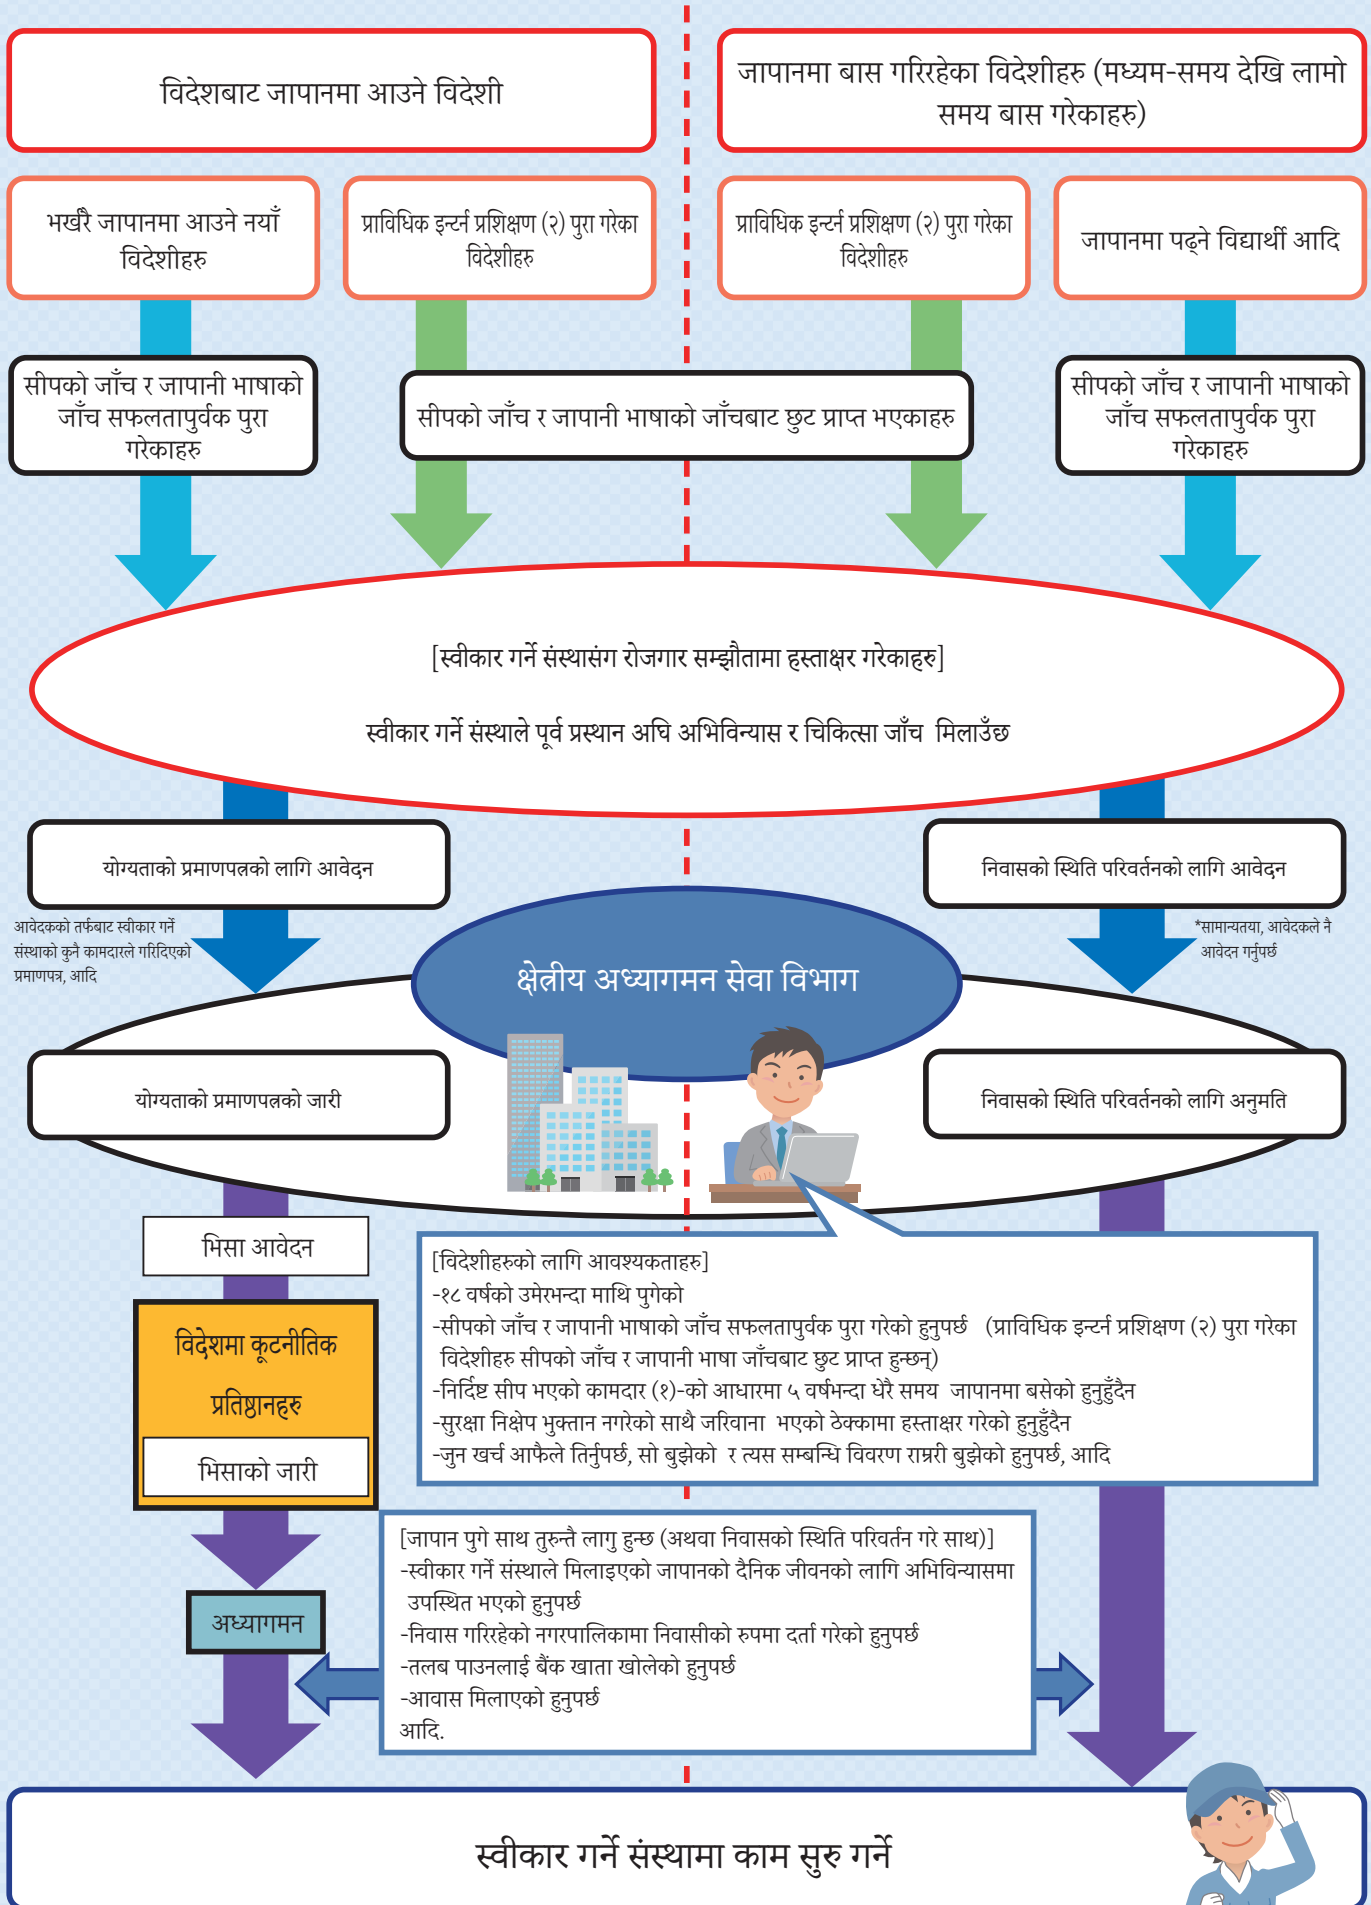 विदेशबाट जापानमा आउने विदेशी
जापानमा बास गरिरहेका विदेशीहरु (मध्यम-समय देखि लामो
समय बास गरेकाहरु)
भर्खरै जापानमा आउने नयाँ
विदेशीहरु
प्राविधिक इन्टर्न प्रशिक्षण (२) पुरा गरेका
विदेशीहरु
प्राविधिक इन्टर्न प्रशिक्षण (२) पुरा गरेका
विदेशीहरु
जापानमा पढ्ने विद्यार्थी आदि
सीपको जाँच र जापानी भाषाको
जाँच सफलतापुर्वक पुरा
गरेकाहरु
सीपको जाँच र जापानी भाषाको जाँचबाट छुट प्राप्त भएकाहरु
सीपको जाँच र जापानी भाषाको
जाँच सफलतापुर्वक पुरा
गरेकाहरु
[स्वीकार गर्ने संस्थासंग रोजगार सम्झौतामा हस्ताक्षर गरेकाहरु]
स्वीकार गर्ने संस्थाले पूर्व प्रस्थान अघि अभिविन्यास र चिकित्सा जाँच मिलाउँछ
योग्यताको प्रमाणपत्रको लागि आवेदन
निवासको स्थिति परिवर्तनको लागि आवेदन
आवेदकको तर्फबाट स्वीकार गर्ने
संस्थाको कुनै कामदारले गरिदिएको
प्रमाणपत्र, आदि
*सामान्यतया, आवेदकले नै
आवेदन गर्नुपर्छ
क्षेत्रीय अध्यागमन सेवा विभाग
योग्यताको प्रमाणपत्रको जारी
निवासको स्थिति परिवर्तनको लागि अनुमति
भिसा आवेदन
विदेशमा कूटनीतिक
प्रतिष्ठानहरु
भिसाको जारी
[विदेशीहरुको लागि आवश्यकताहरु]
-१८ वर्षको उमेरभन्दा माथि पुगेको
-सीपको जाँच र जापानी भाषाको जाँच सफलतापुर्वक पुरा गरेको हुनुपर्छ (प्राविधिक इन्टर्न प्रशिक्षण (२) पुरा गरेका
विदेशीहरु सीपको जाँच र जापानी भाषा जाँचबाट छुट प्राप्त हुन्छन्)
-निर्दिष्ट सीप भएको कामदार (१)-को आधारमा ५ वर्षभन्दा धेरै समय जापानमा बसेको हुनुहुँदैन
-सुरक्षा निक्षेप भुक्तान नगरेको साथै जरिवाना भएको ठेक्कामा हस्ताक्षर गरेको हुनुहुँदैन
-जुन खर्च आफैले तिर्नुपर्छ, सो बुझेको र त्यस सम्बन्धि विवरण राम्ररी बुझेको हुनुपर्छ, आदि
[जापान पुगे साथ तुरुन्तै लागु हुन्छ (अथवा निवासको स्थिति परिवर्तन गरे साथ)]
-स्वीकार गर्ने संस्थाले मिलाइएको जापानको दैनिक जीवनको लागि अभिविन्यासमा
उपस्थित भएको हुनुपर्छ
-निवास गरिरहेको नगरपालिकामा निवासीको रुपमा दर्ता गरेको हुनुपर्छ
-तलब पाउनलाई बैंक खाता खोलेको हुनुपर्छ
-आवास मिलाएको हुनुपर्छ
आदि.
अध्यागमन
स्वीकार गर्ने संस्थामा काम सुरु गर्ने